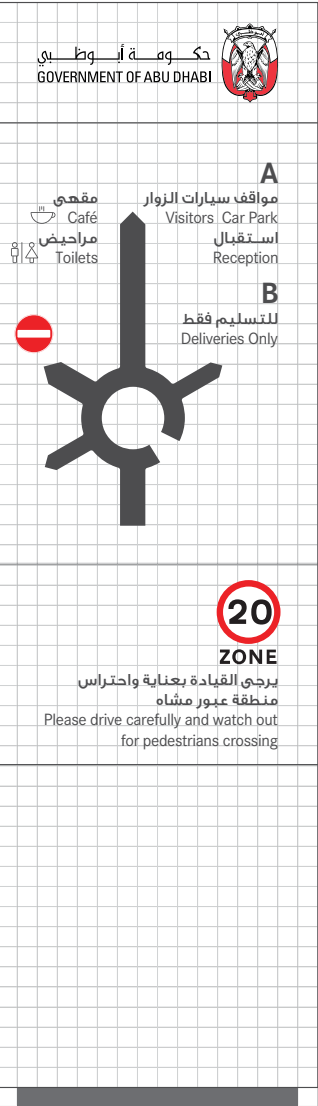 حكومة أبوظبي
GOVERNMENT OF ABU DHABI
A
مواقف سيارات الزوار
Visitors Car Park
استقبال
Reception
مقهى
Café
مراحيض
Toilets
B
للتسليم فقط
Deliveries Only
20
ZONE
يرجى القيادة بعناية واحتراس
منطقة عبور مشاه
Please drive carefully and watch out
for pedestrians crossing